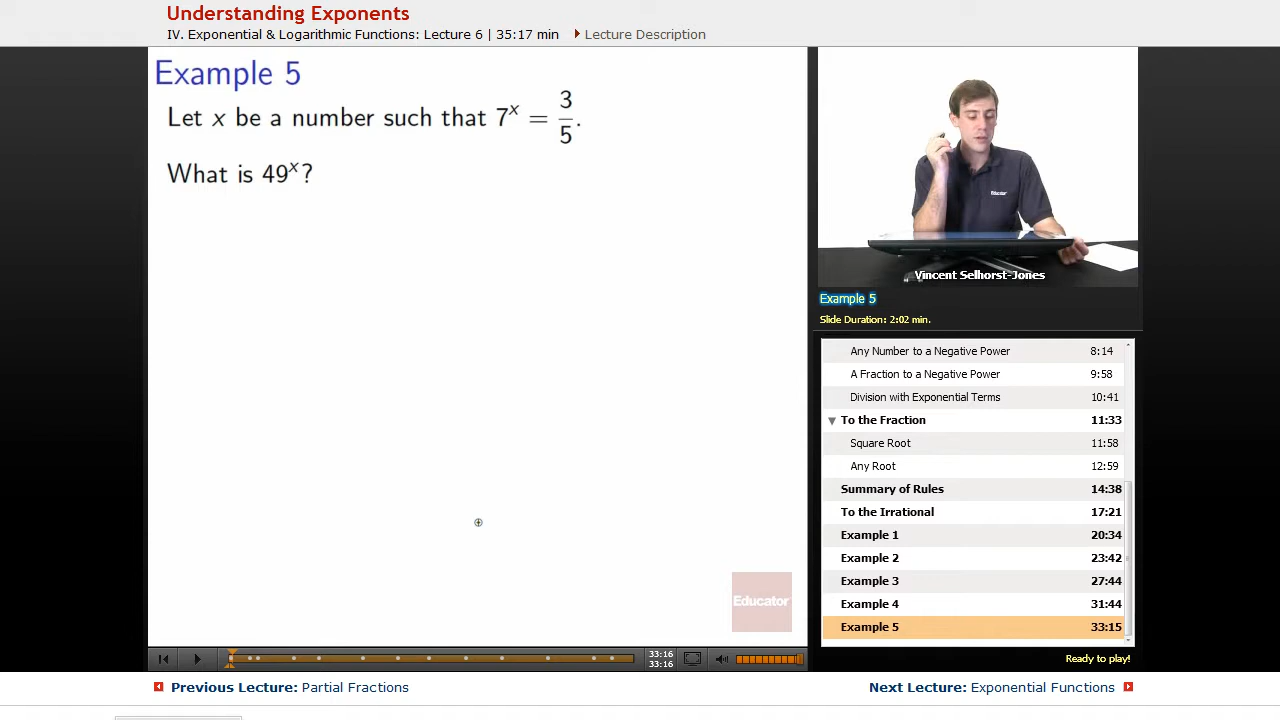 Understanding Exponents
IV. Exponential & Logarithmic Functions: Lecture 6 | 35:17 min Lecture Description
Example 5
Let x be a number such that 7^x = 3/5.
What is 49^x?
Educator
Educator
Vincent Selhorst-Jones
Example 5
Slide Duration: 2:02 min.
Any Number to a Negative Power 8:14
A Fraction to a Negative Power 9:58
Division with Exponential Terms 10:41
To the Fraction 11:33
Square Root 11:58
Any Root 12:59
Summary of Rules 14:38
To the Irrational 17:21
Example 1 20:34
Example 2 23:42
Example 3 27:44
Example 4 31:44
Example 5 33:15
33:16
33:16
Ready to play!
Previous Lecture: Partial Fractions
Next Lecture: Exponential Functions